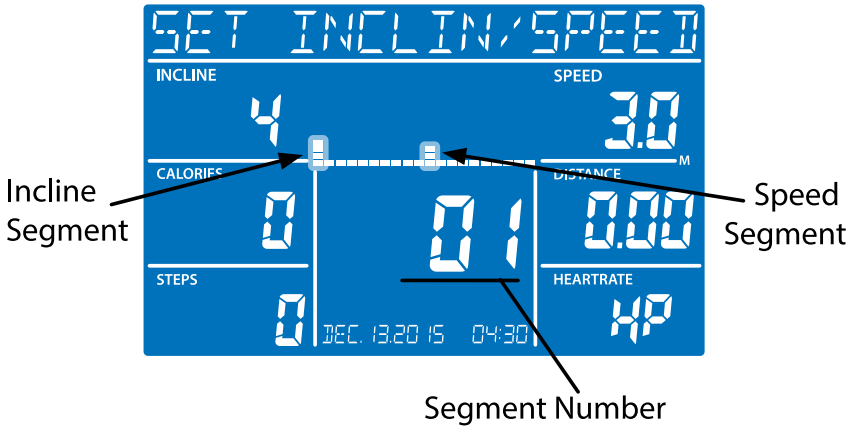 SET INCLIN/SPEED
INCLINE
4
SPEED
3.0
M
CALORIES
0
DISTANCE
0.00
Incline
Segment
Speed
Segment
01
STEPS
0
HEARTRATE
HP
DEC. 13.2015 04:30
Segment Number